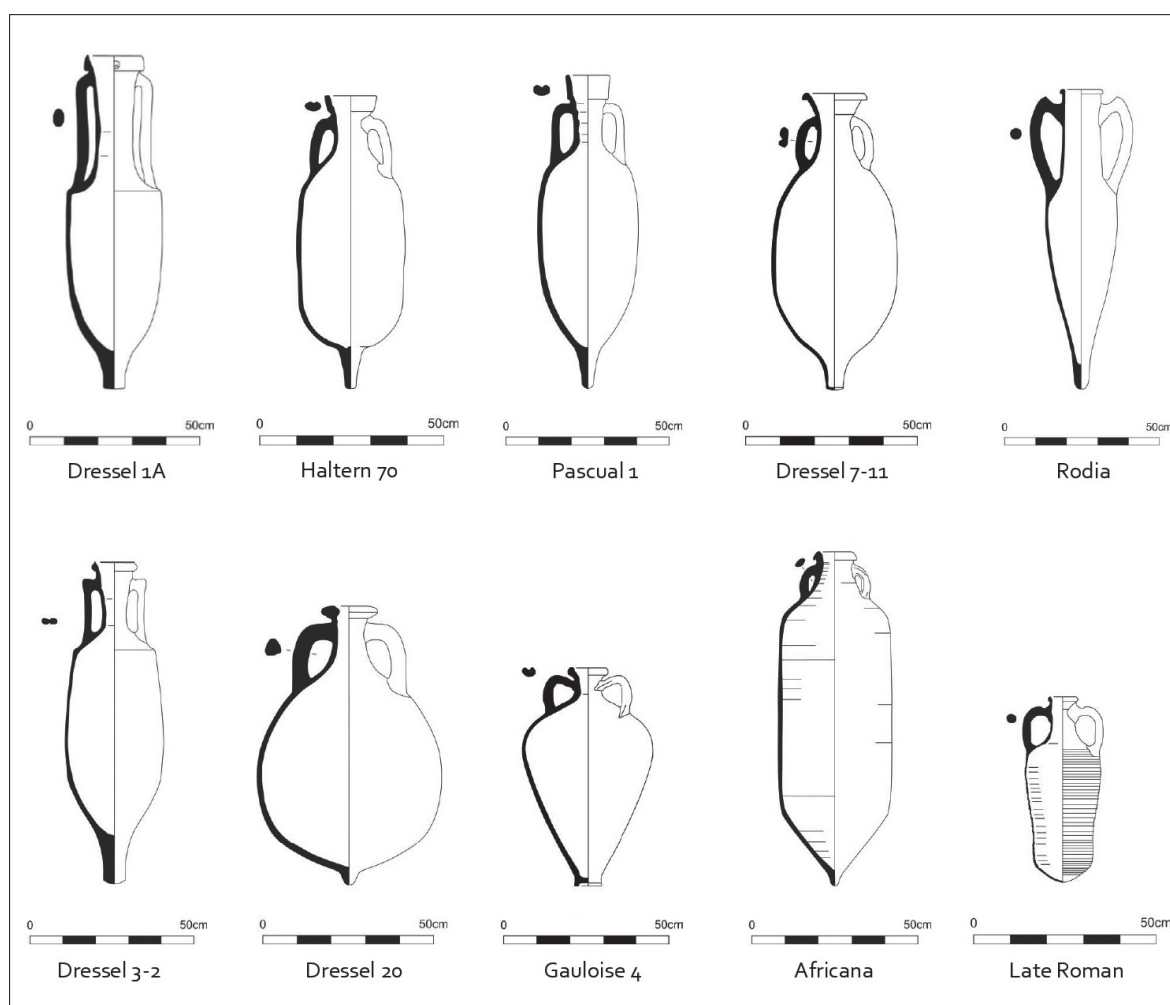 0 50cm
Dressel 1A
0 50cm
Haltern 70
0 50cm
Pascual 1
0 50cm
Dressel 7-11
0 50cm
Rodia
0 50cm
Dressel 3-2
0 50cm
Dressel 20
0 50cm
Gauloise 4
0 50cm
Africana
0 50cm
Late Roman